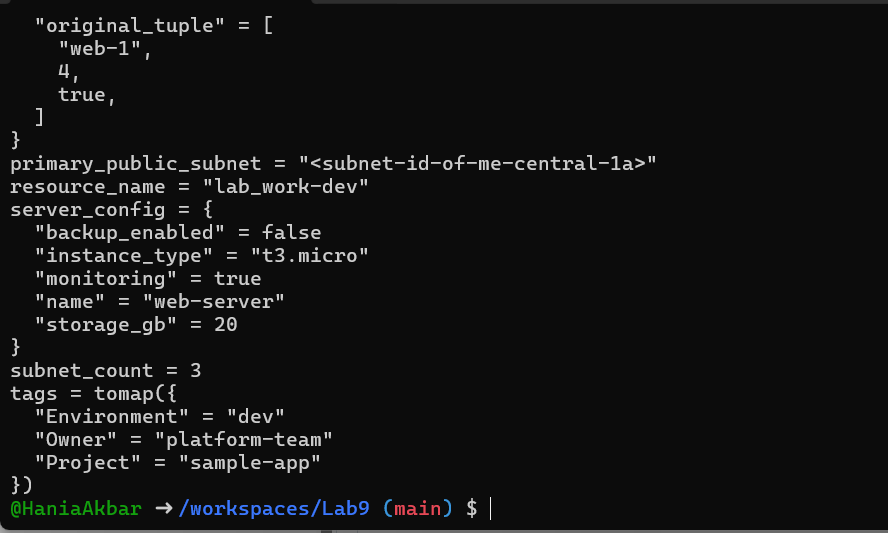 "original_tuple" = [
    "web-1",
    4,
    true,
  ]
}
primary_public_subnet = "<subnet-id-of-me-central-1a>"
resource_name = "lab_work-dev"
server_config = {
  "backup_enabled" = false
  "instance_type" = "t3.micro"
  "monitoring" = true
  "name" = "web-server"
  "storage_gb" = 20
}
subnet_count = 3
tags = tomap({
  "Environment" = "dev"
  "Owner" = "platform-team"
  "Project" = "sample-app"
})
@HaniaAkbar ➜ /workspaces/Lab9 (main) $